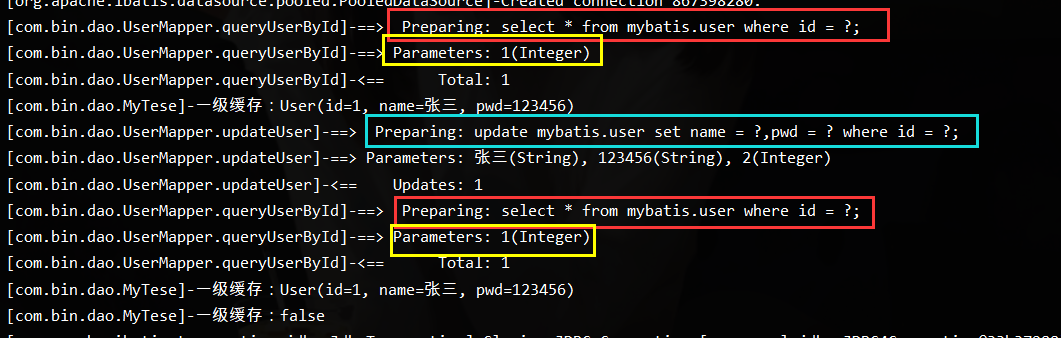 [org.apache.ibatis.datasource.pooled.PooledDataSource]-Created connection 867398280.
[com.bin.dao.UserMapper.queryUserById]-==>  Preparing: select * from mybatis.user where id = ?;
[com.bin.dao.UserMapper.queryUserById]-==> Parameters: 1(Integer)
[com.bin.dao.UserMapper.queryUserById]-<==      Total: 1
[com.bin.dao.MyTese]-一级缓存：User(id=1, name=张三, pwd=123456)
[com.bin.dao.UserMapper.updateUser]-==>  Preparing: update mybatis.user set name = ?,pwd = ? where id = ?;
[com.bin.dao.UserMapper.updateUser]-==> Parameters: 张三(String), 123456(String), 2(Integer)
[com.bin.dao.UserMapper.updateUser]-<==    Updates: 1
[com.bin.dao.UserMapper.queryUserById]-==>  Preparing: select * from mybatis.user where id = ?;
[com.bin.dao.UserMapper.queryUserById]-==> Parameters: 1(Integer)
[com.bin.dao.UserMapper.queryUserById]-<==      Total: 1
[com.bin.dao.MyTese]-一级缓存：User(id=1, name=张三, pwd=123456)
[com.bin.dao.MyTese]-一级缓存：false